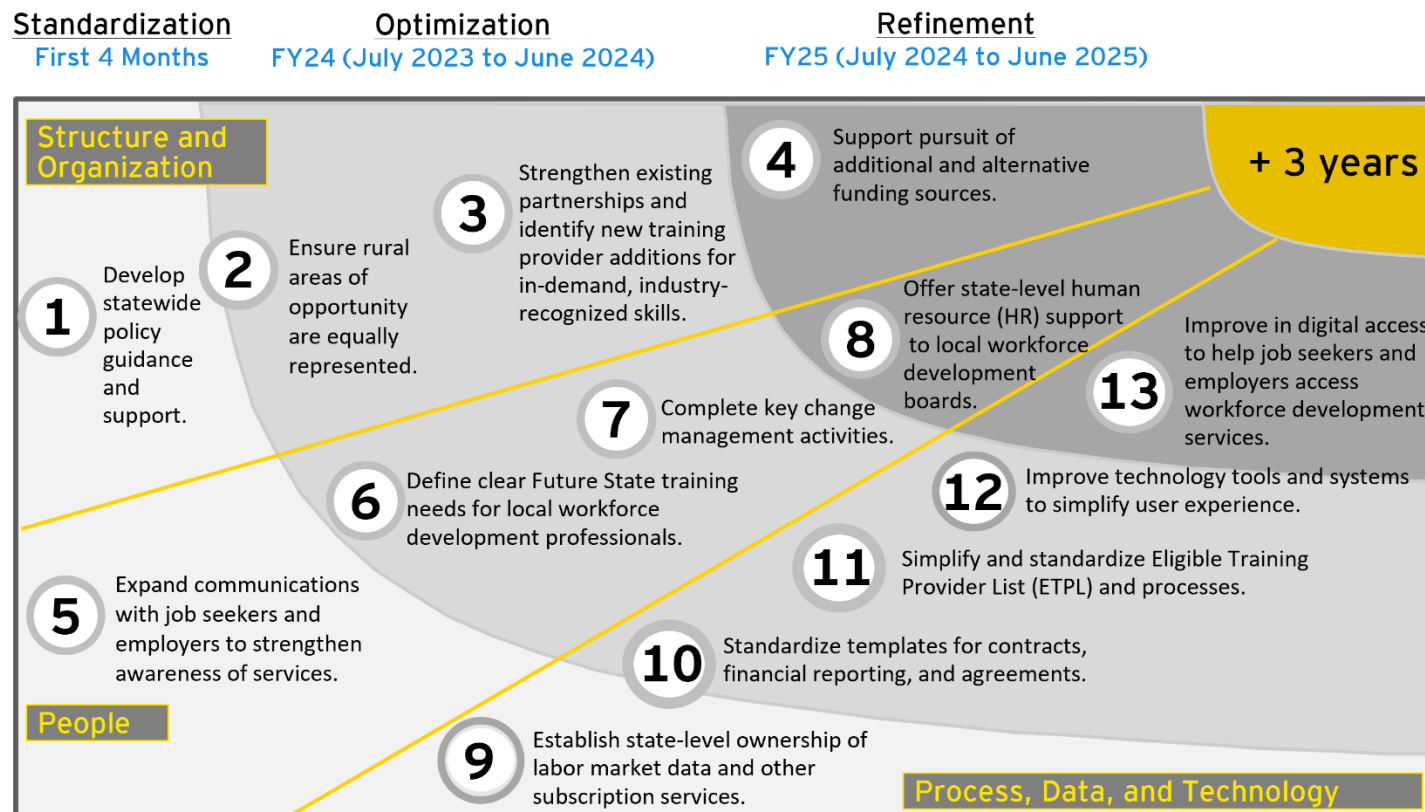 Standardization
First 4 Months
Optimization
FY24 (July 2023 to June 2024)
Refinement
FY25 (July 2024 to June 2025)
Structure and
Organization
1
Develop
statewide
policy
guidance
and
support.
2
Ensure rural
areas of
opportunity
are equally
represented.
3
Strengthen existing
partnerships and
identify new training
provider additions for
in-demand, industry-
recognized skills.
4
Support pursuit of
additional and alternative
funding sources.
+ 3 years
5
Expand communications
with job seekers and
employers to strengthen
awareness of services.
6
Define clear Future State training
needs for local workforce
development professionals.
7
Complete key change
management activities.
8
Offer state-level human
resource (HR) support
to local workforce
development
boards.
People
9
Establish state-level ownership of
labor market data and other
subscription services.
10
Standardize templates for contracts,
financial reporting, and agreements.
11
Simplify and standardize Eligible Training
Provider List (ETPL) and processes.
12
Improve technology tools and systems
to simplify user experience.
13
Improve in digital access
to help job seekers and
employers access
workforce development
services.
Process, Data, and Technology